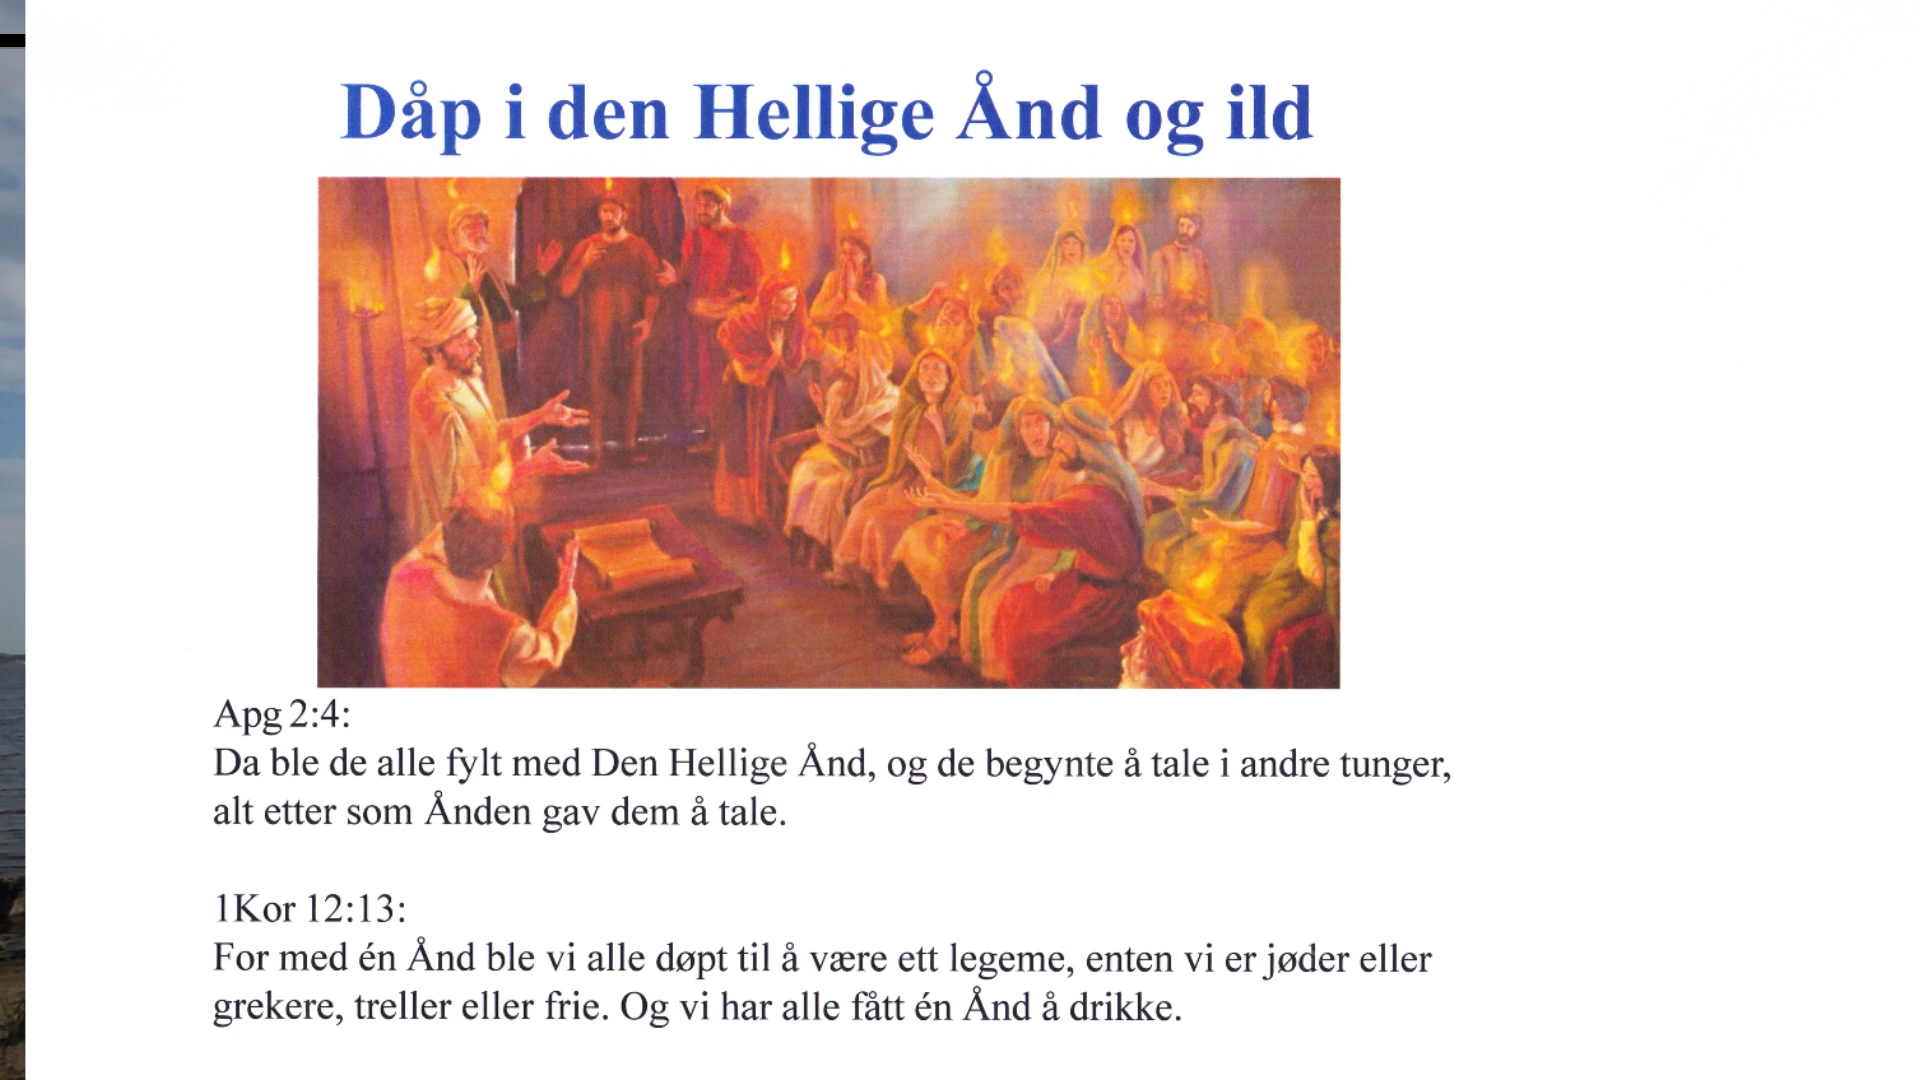 Dåp i den Hellige Ånd og ild
Apg 2:4:
Da ble de alle fylt med Den Hellige Ånd, og de begynte å tale i andre tunger,
alt etter som Ånden gav dem å tale.
1Kor 12:13:
For med én Ånd ble vi alle døpt til å være ett legeme, enten vi er jøder eller
grekere, treller eller frie. Og vi har alle fått én Ånd å drikke.